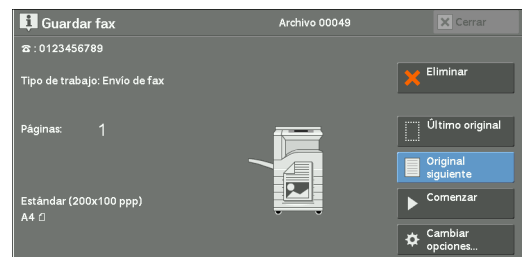 Guardar fax
Archivo 00049
Cerrar
: 0123456789
Tipo de trabajo: Envío de fax
Eliminar
Páginas: 1
Último original
Original
siguiente
Estándar (200x100 ppp)
A4
Comenzar
Cambiar
opciones...